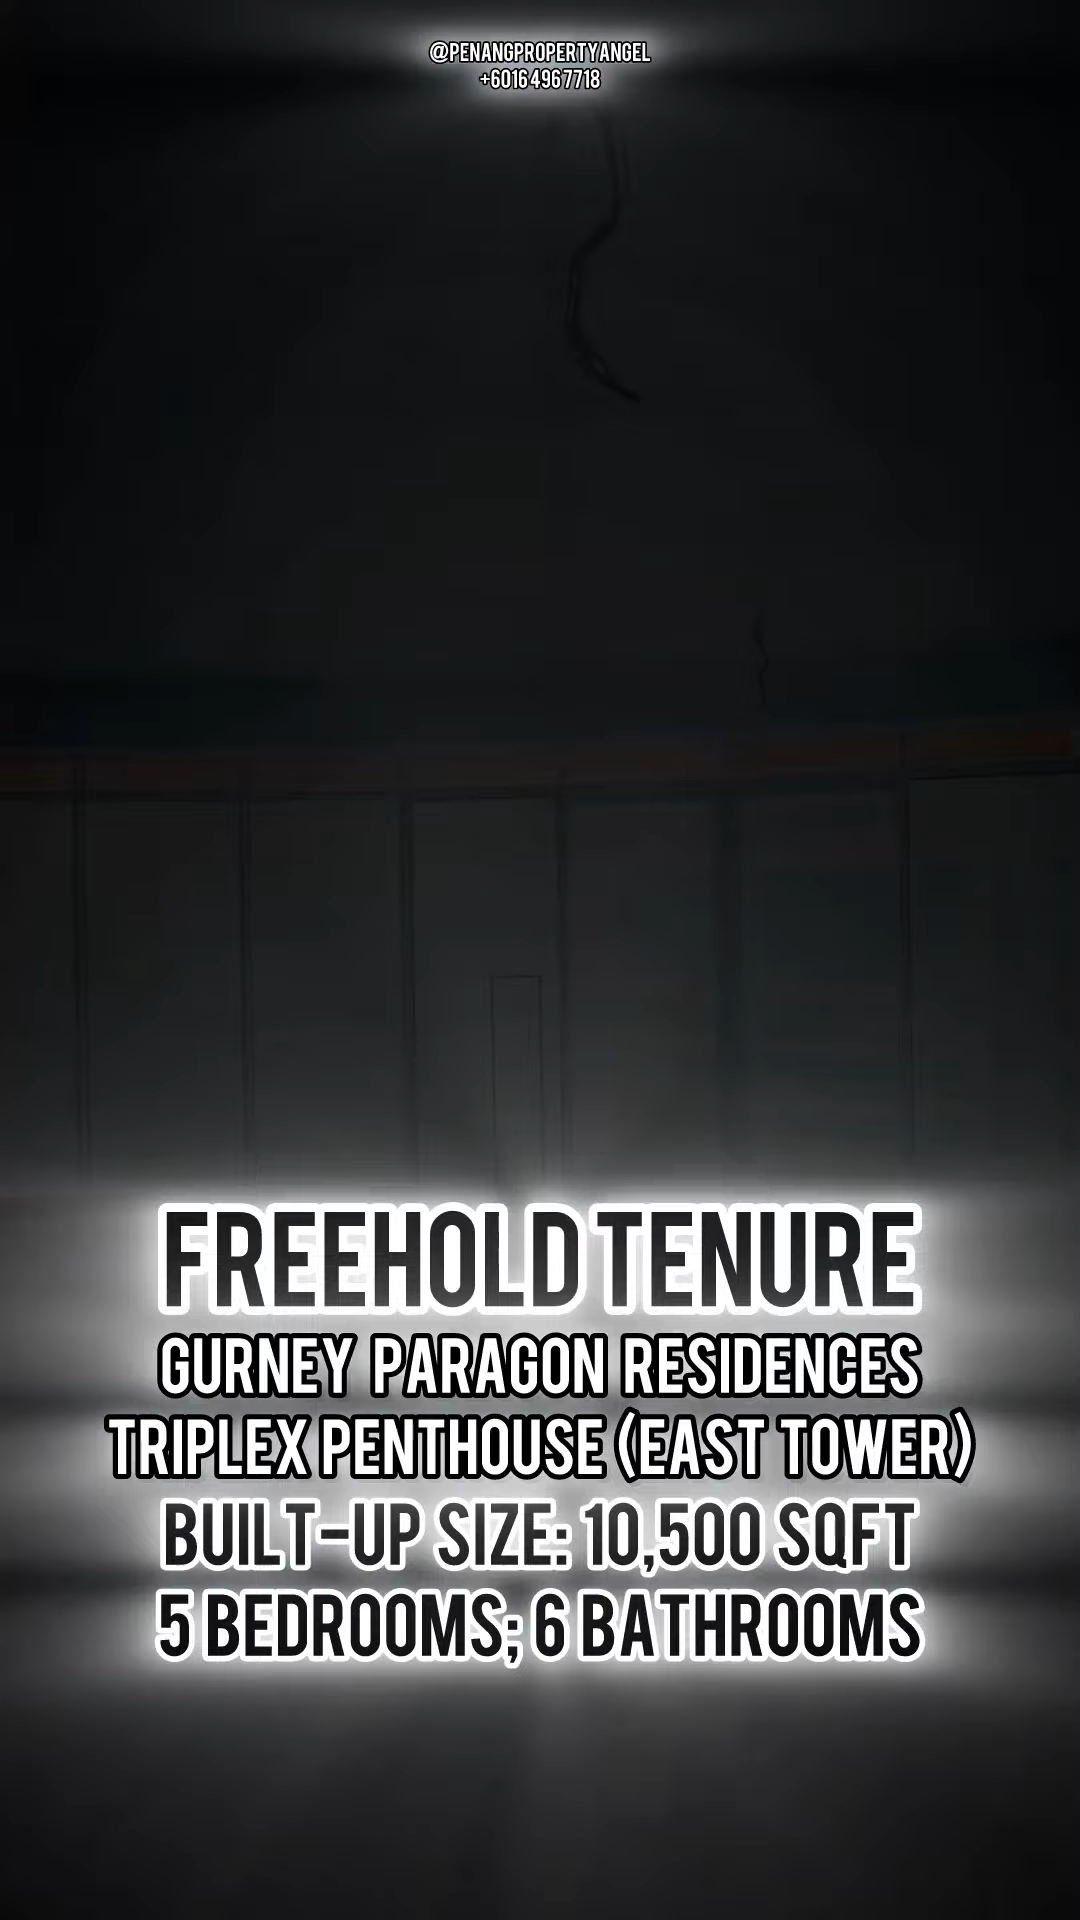 @PENANGPROPERTYANGEL
+60164967718
FREEHOLD TENURE
GURNEY PARAGON RESIDENCES
TRIPLEX PENTHOUSE (EAST TOWER)
BUILT-UP SIZE: 10,500 SQFT
5 BEDROOMS; 6 BATHROOMS